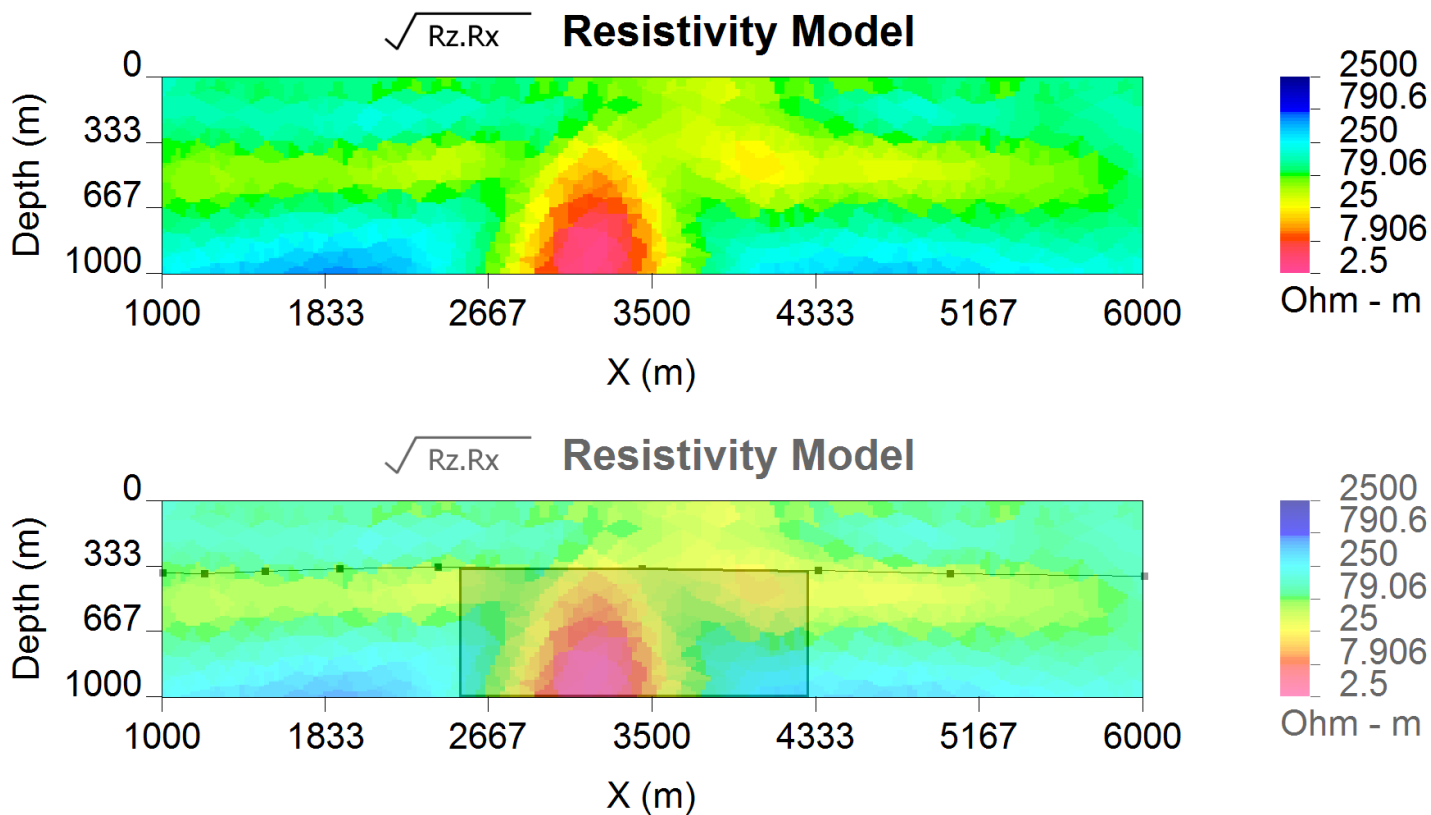 √Rz.Rx Resistivity Model
Depth (m)
0
333
667
1000
1000 1833 2667 3500 4333 5167 6000
X (m)
2500
790.6
250
79.06
25
7.906
2.5
Ohm - m
√Rz.Rx Resistivity Model
Depth (m)
0
333
667
1000
1000 1833 2667 3500 4333 5167 6000
X (m)
2500
790.6
250
79.06
25
7.906
2.5
Ohm - m